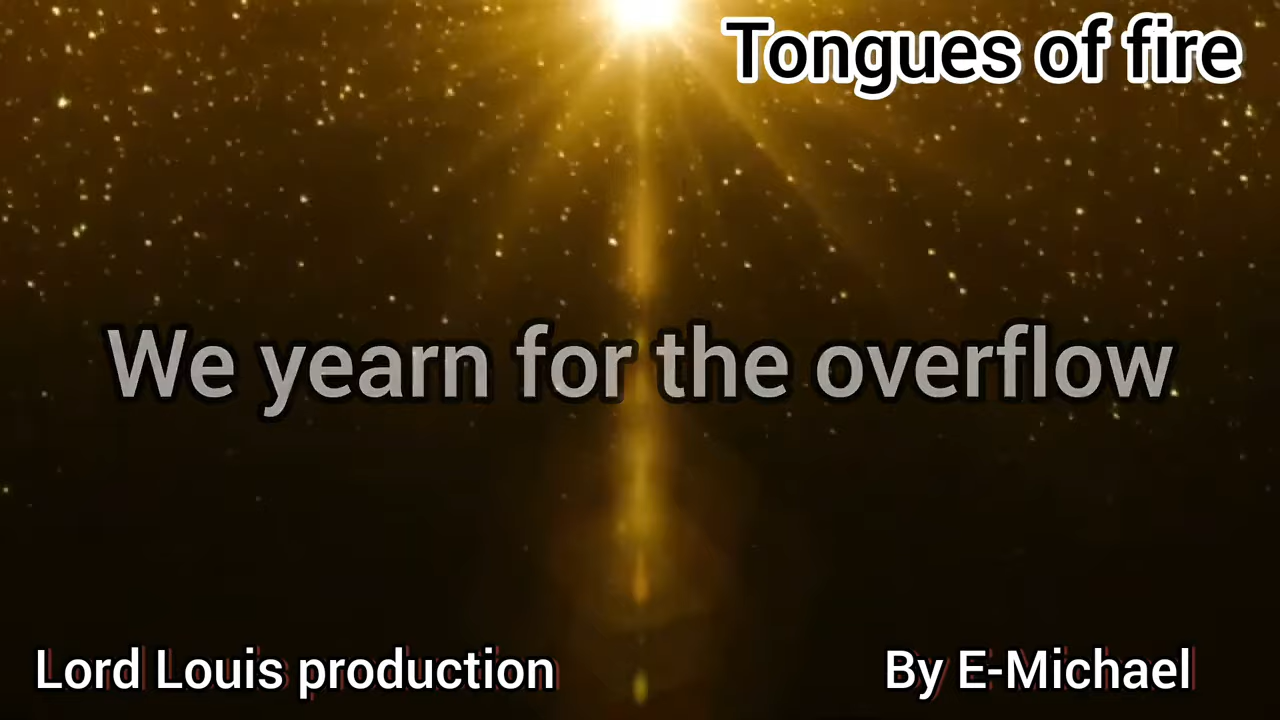 Tongues of fire
We yearn for the overflow
Lord Louis production
By E-Michael